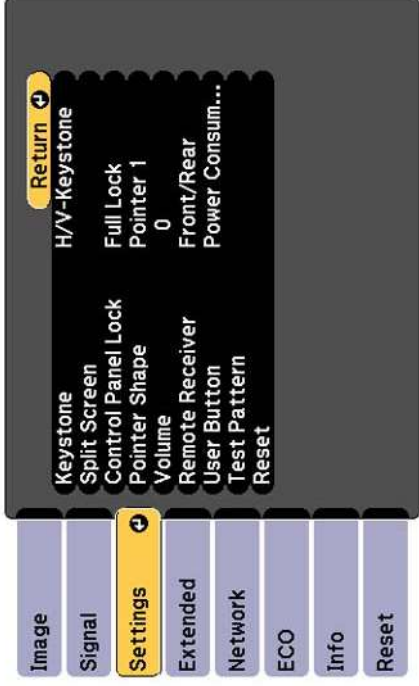 Image
Signal
Settings
Extended
Network
ECO
Info
Reset
Return
Keystone H/V-Keystone
Split Screen
Control Panel Lock Full Lock
Pointer Shape Pointer 1
Volume 0
Remote Receiver Front/Rear
User Button Power Consum...
Test Pattern
Reset